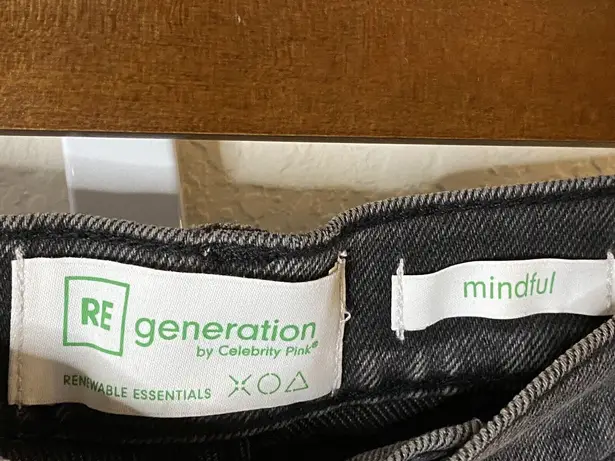 RE generation
by Celebrity Pink®
RENEWABLE ESSENTIALS
mindful